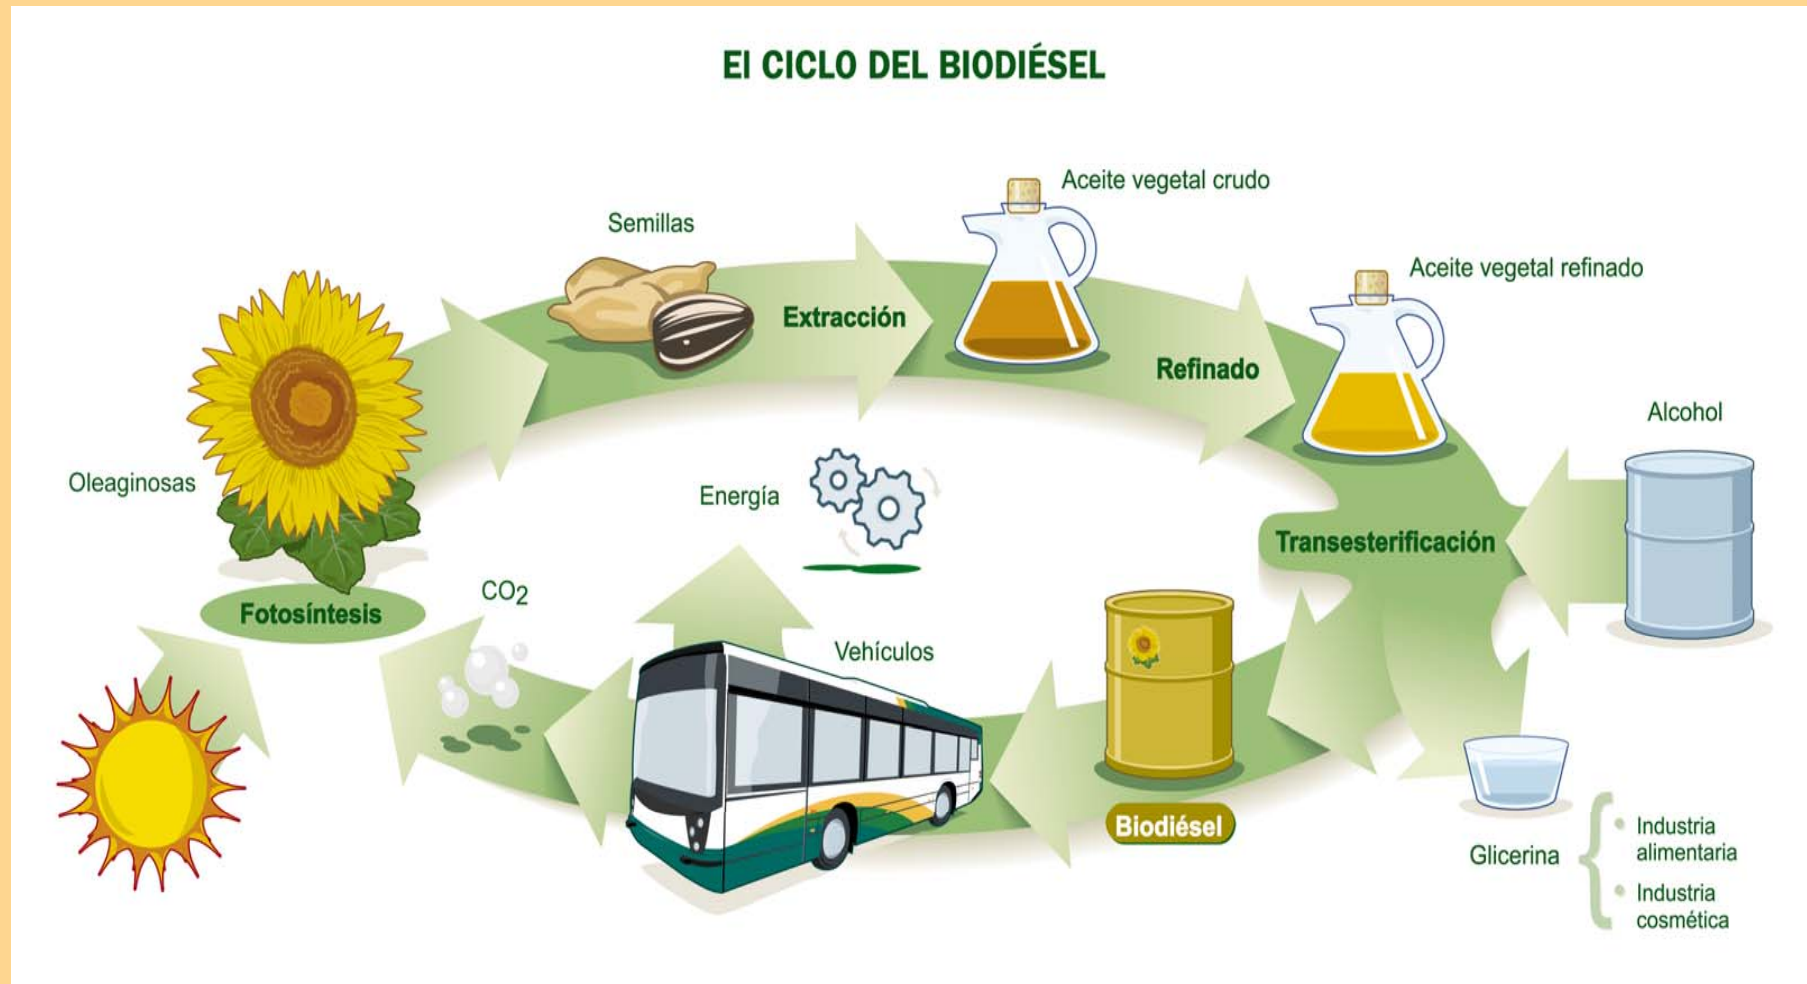 El CICLO DEL BIODIÉSEL
Aceite vegetal crudo
Semillas
Aceite vegetal refinado
Extracción
Refinado
Alcohol
Oleaginosas
Energía
Transesterificación
CO2
Fotosíntesis
Vehículos
Biodiésel
Glicerina
• Industria
alimentaria
• Industria
cosmética